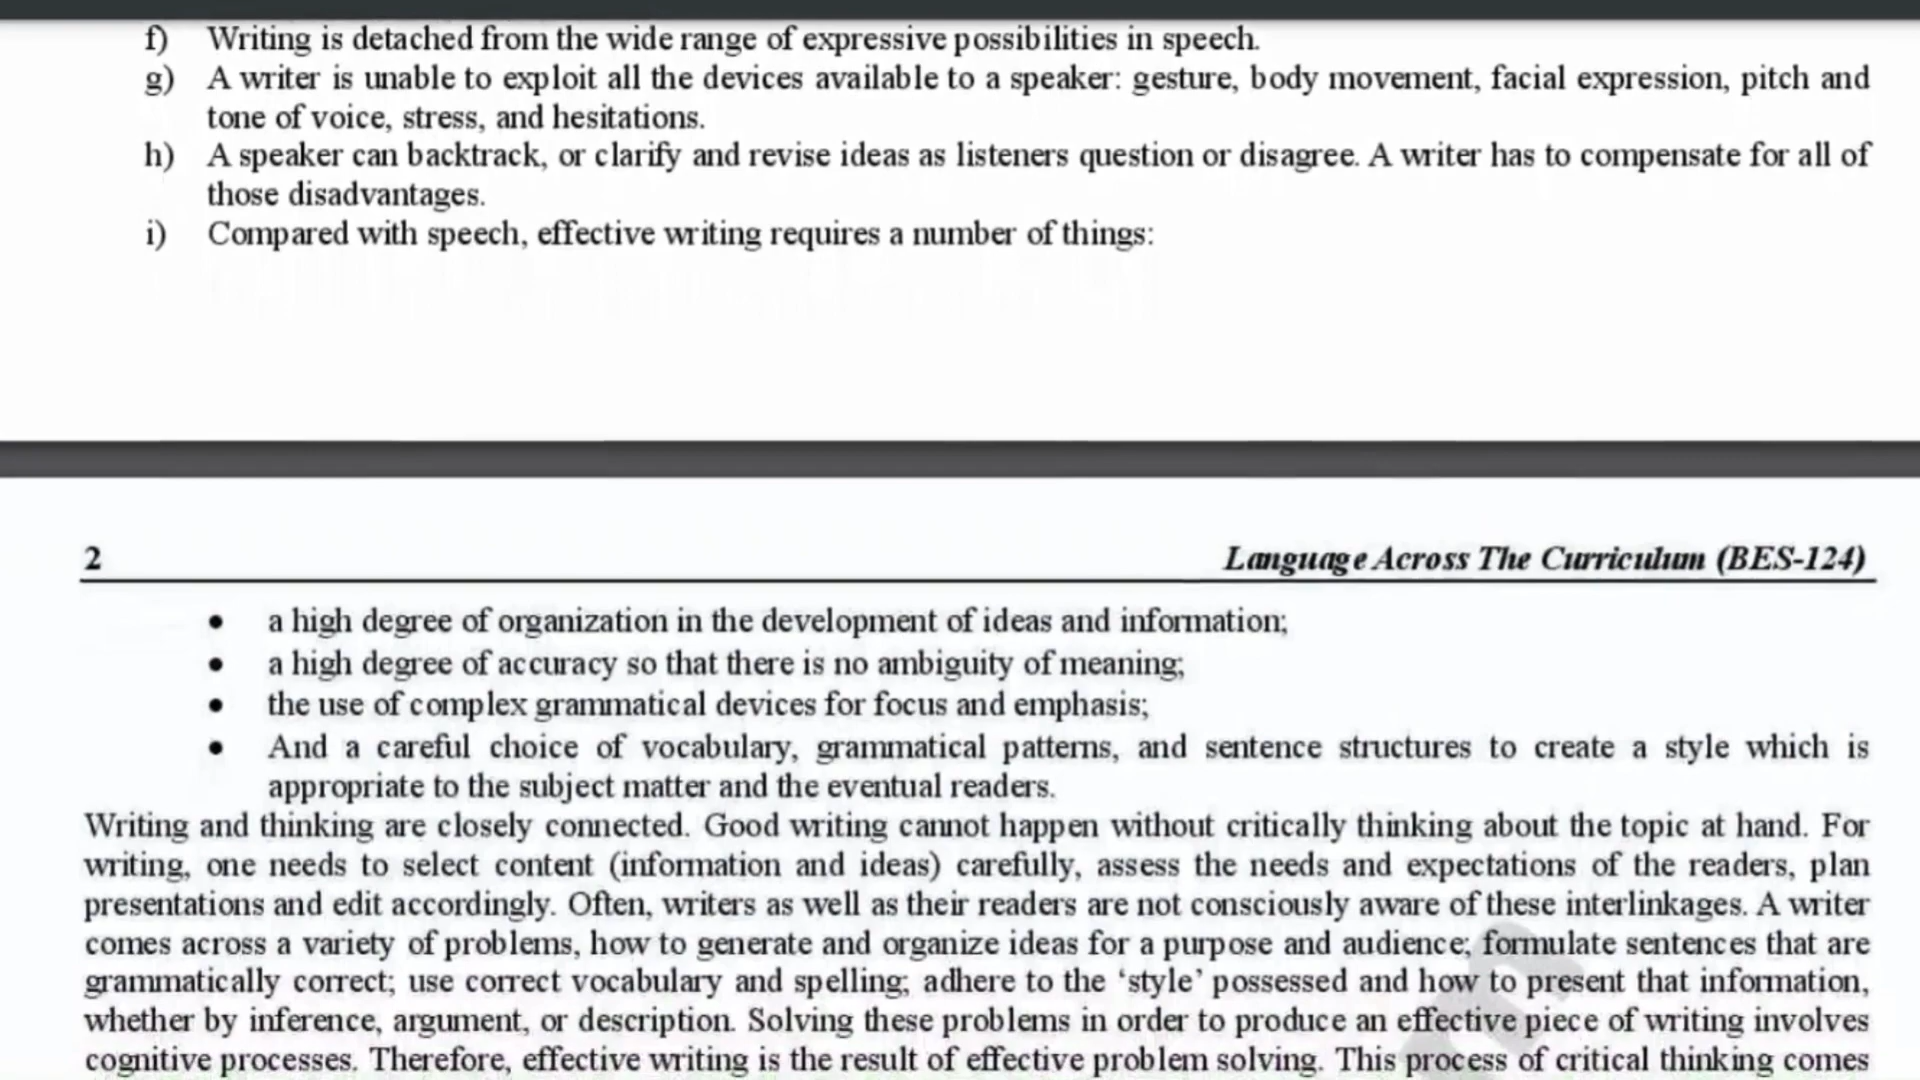 f) Writing is detached from the wide range of expressive possibilities in speech.
g) A writer is unable to exploit all the devices available to a speaker: gesture, body movement, facial expression, pitch and
tone of voice, stress, and hesitations.
h) A speaker can backtrack, or clarify and revise ideas as listeners question or disagree. A writer has to compensate for all of
those disadvantages.
i) Compared with speech, effective writing requires a number of things:
2 Language Across The Curriculum (BES-124)
• a high degree of organization in the development of ideas and information;
• a high degree of accuracy so that there is no ambiguity of meaning;
• the use of complex grammatical devices for focus and emphasis;
• And a careful choice of vocabulary, grammatical patterns, and sentence structures to create a style which is
appropriate to the subject matter and the eventual readers.
Writing and thinking are closely connected. Good writing cannot happen without critically thinking about the topic at hand. For
writing, one needs to select content (information and ideas) carefully, assess the needs and expectations of the readers, plan
presentations and edit accordingly. Often, writers as well as their readers are not consciously aware of these interlinkages. A writer
comes across a variety of problems, how to generate and organize ideas for a purpose and audience; formulate sentences that are
grammatically correct; use correct vocabulary and spelling; adhere to the ‘style’ possessed and how to present that information,
whether by inference, argument, or description. Solving these problems in order to produce an effective piece of writing involves
cognitive processes. Therefore, effective writing is the result of effective problem solving. This process of critical thinking comes